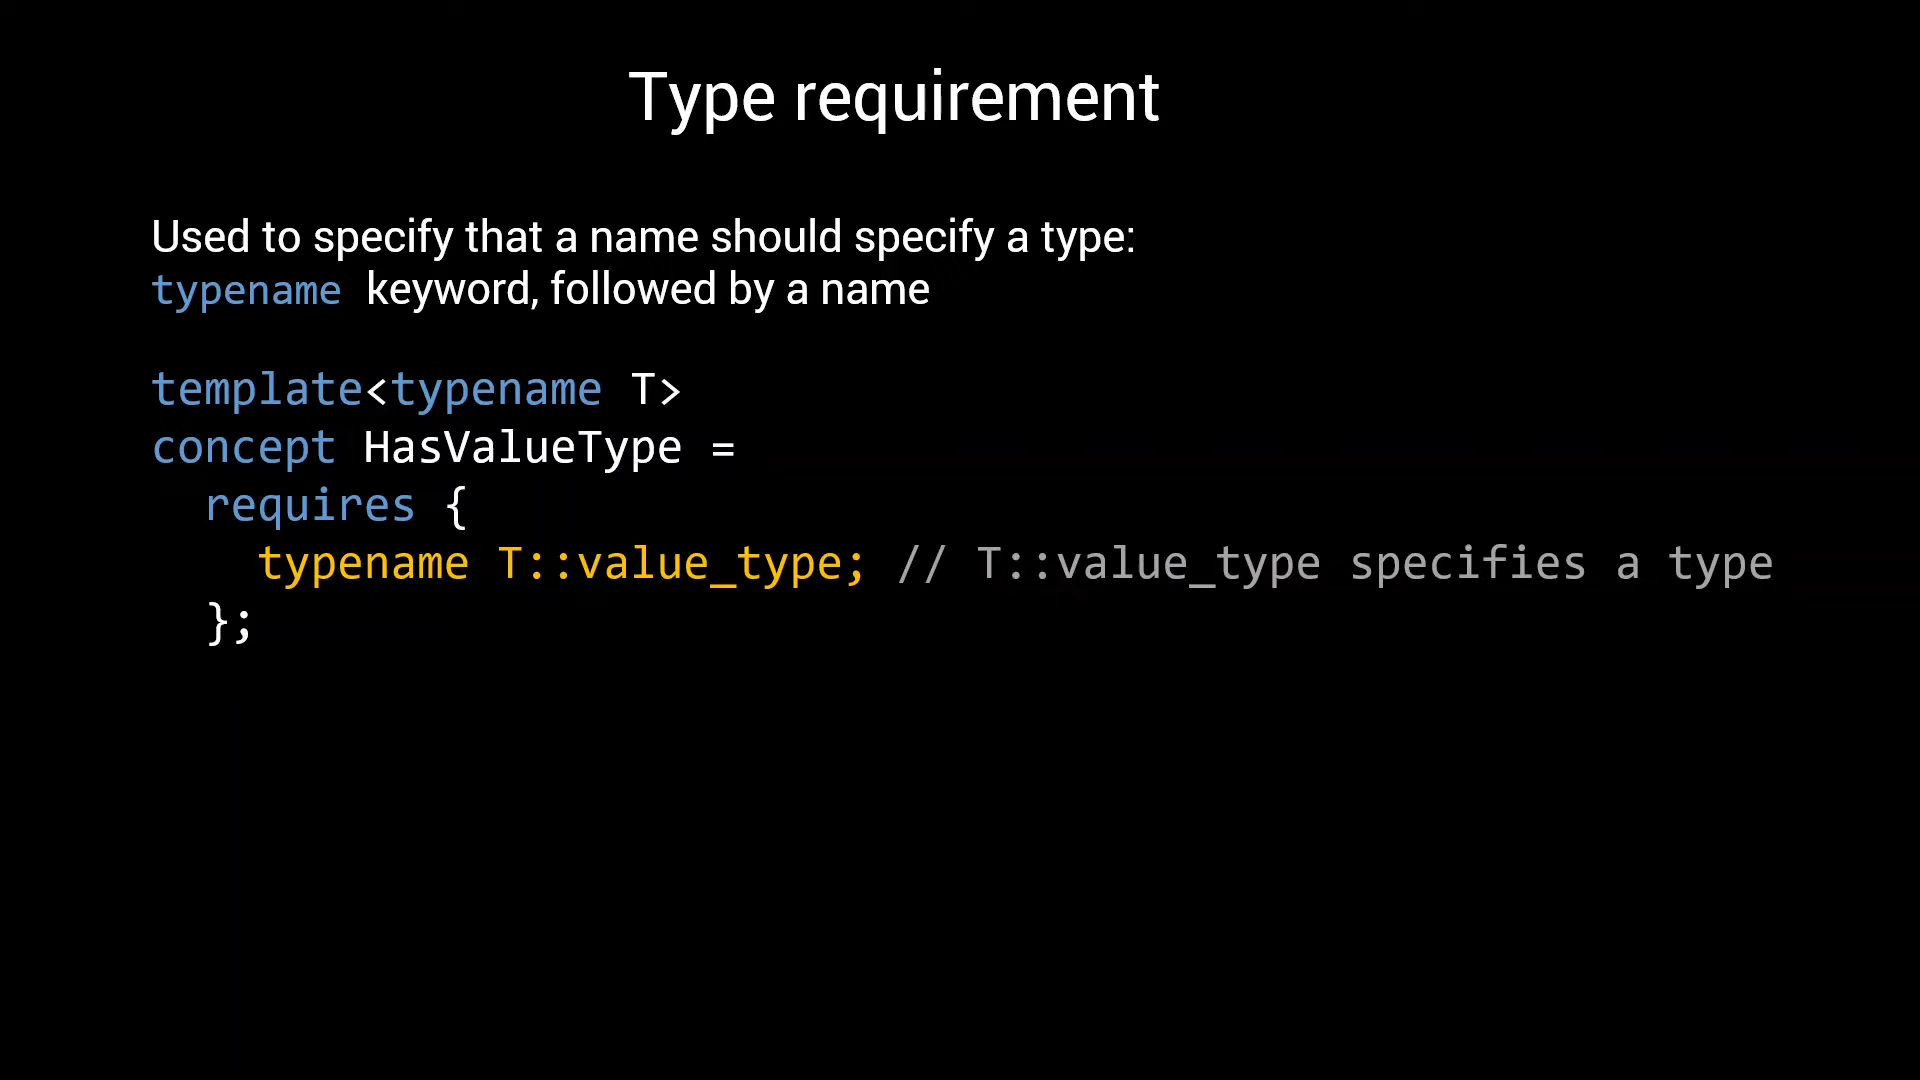 Type requirement
Used to specify that a name should specify a type:
typename keyword, followed by a name
template<typename T>
concept HasValueType =
requires {
typename T::value_type; // T::value_type specifies a type
};